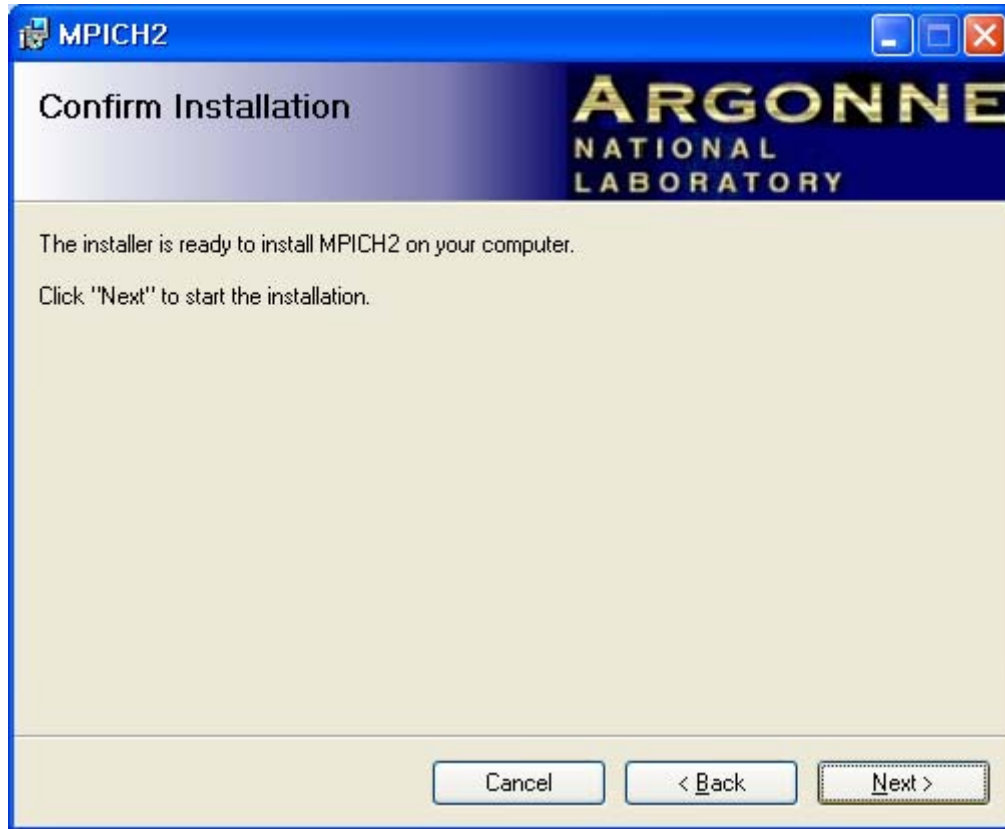 MPICH2
Confirm Installation
ARGONNE
NATIONAL
LABORATORY
The installer is ready to install MPICH2 on your computer.
Click "Next" to start the installation.
Cancel
< Back
Next >